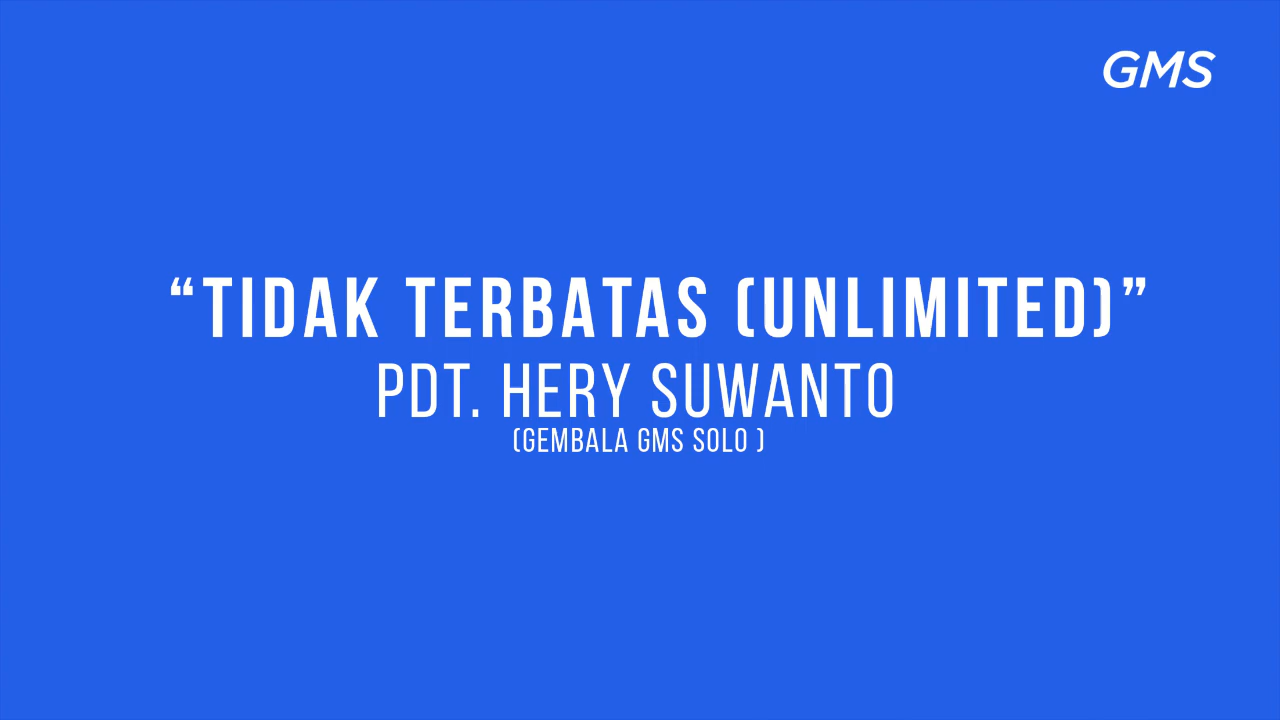 GMS
“TIDAK TERBATAS (UNLIMITED)”
PDT. HERY SUWANTO
(GEMBALA GMS SOLO )